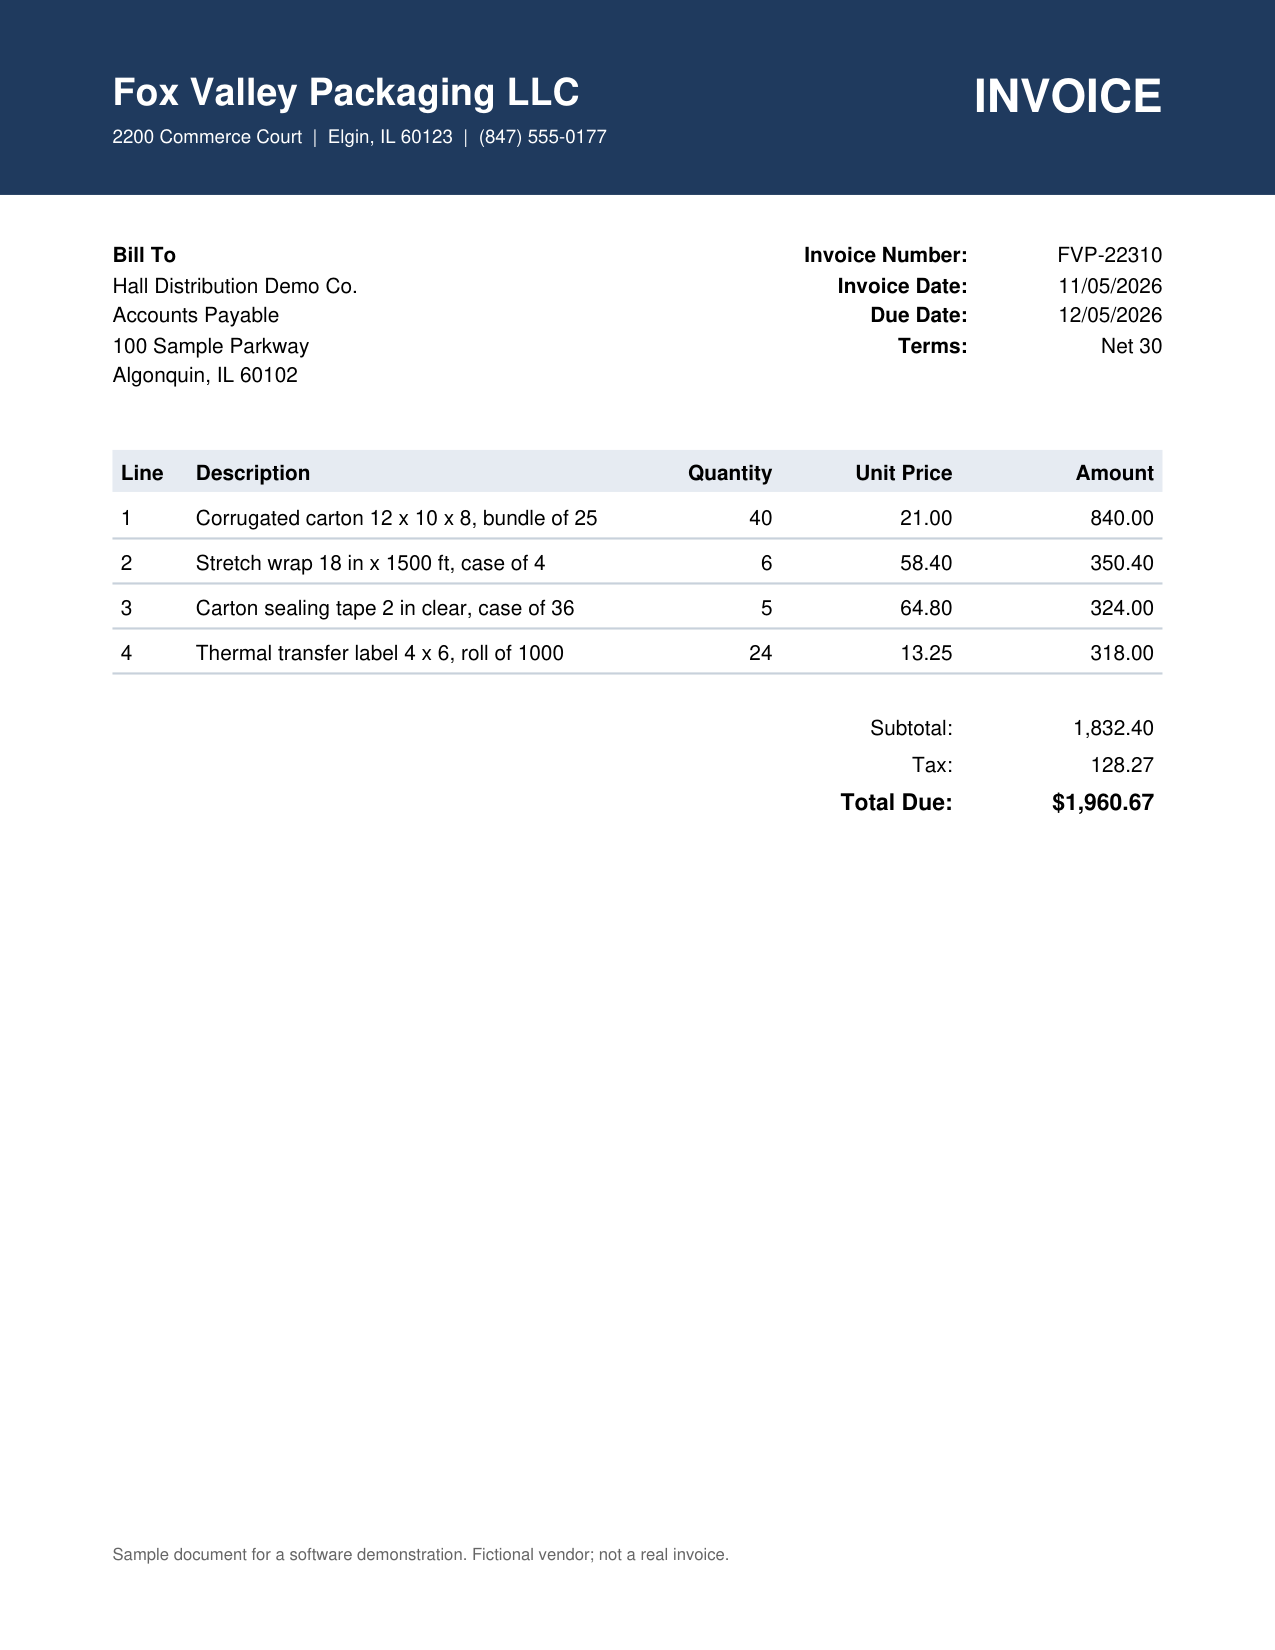 Fox Valley Packaging LLC
INVOICE
2200 Commerce Court | Elgin, IL 60123 | (847) 555-0177
Bill To
Hall Distribution Demo Co.
Accounts Payable
100 Sample Parkway
Algonquin, IL 60102
Invoice Number: FVP-22310
Invoice Date: 11/05/2026
Due Date: 12/05/2026
Terms: Net 30
Line Description Quantity Unit Price Amount
1 Corrugated carton 12 x 10 x 8, bundle of 25 40 21.00 840.00
2 Stretch wrap 18 in x 1500 ft, case of 4 6 58.40 350.40
3 Carton sealing tape 2 in clear, case of 36 5 64.80 324.00
4 Thermal transfer label 4 x 6, roll of 1000 24 13.25 318.00
Subtotal: 1,832.40
Tax: 128.27
Total Due: $1,960.67
Sample document for a software demonstration. Fictional vendor; not a real invoice.